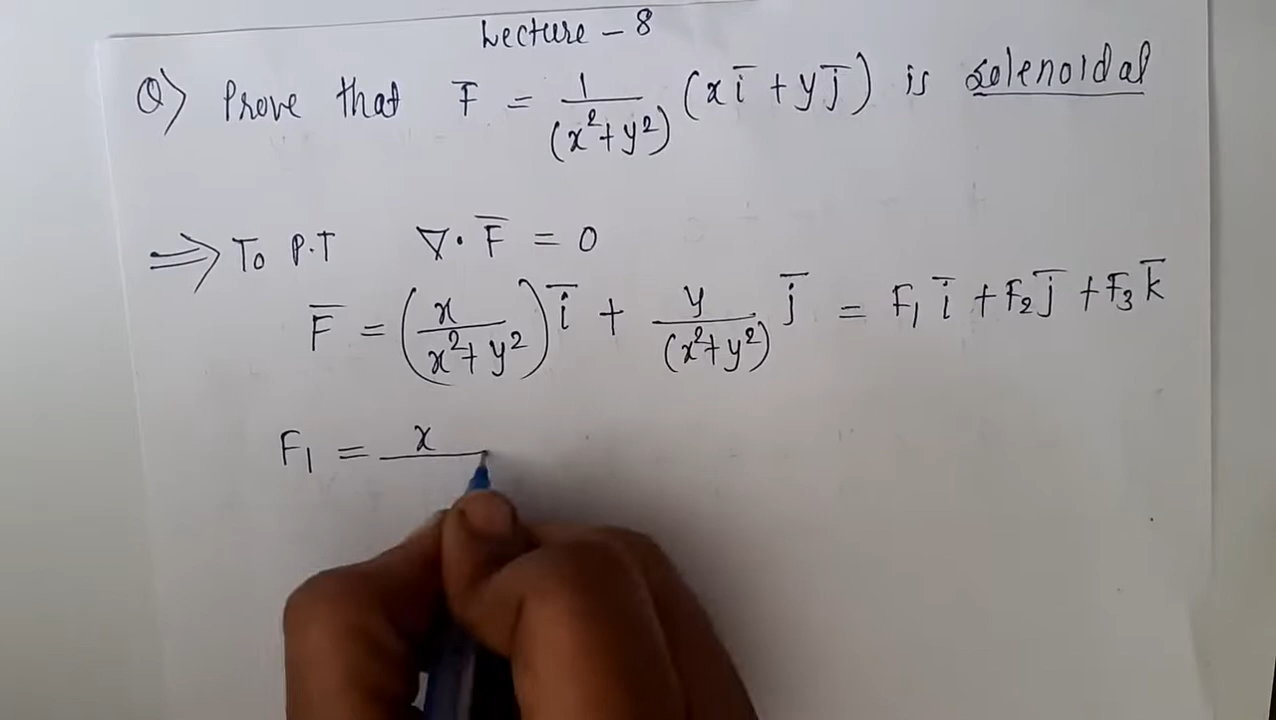 Lecture - 8
Q) Prove that F̅ = 1/(x²+y²) (x i̅ + y j̅) is solenoidal
⇒ To P.T ∇·F̅ = 0
F̅ = (x/(x²+y²)) i̅ + y/(x²+y²) j̅ = F₁ i̅ + F₂ j̅ + F₃ k̅
F₁ = x/